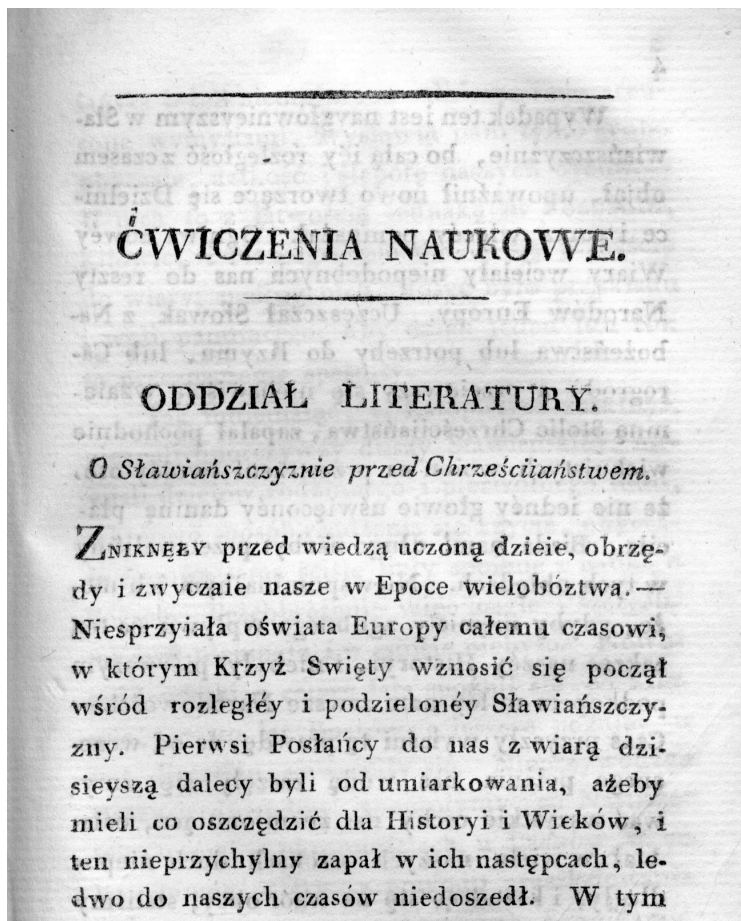 ĆWICZENIA NAUKOWE.
ODDZIAŁ LITERATURY.
O Sławiańszczyznie przed Chrześciiaństwem.
ZNIKNĘŁY przed wiedzą uczoną dzieie, obrzę-
dy i zwyczaie nasze w Epoce wielobóztwa.—
Niesprzyiała oświata Europy całemu czasowi,
w którym Krzyż Swięty wznosić się począł
wśród rozległéy i podzielonéy Sławiańszczy-
zny. Pierwsi Posłańcy do nas z wiarą dzi-
sieyszą dalecy byli od umiarkowania, ażeby
mieli co oszczędzić dla Historyi i Wieków, i
ten nieprzychylny zapał w ich następcach, le-
dwo do naszych czasów niedoszedł. W tym